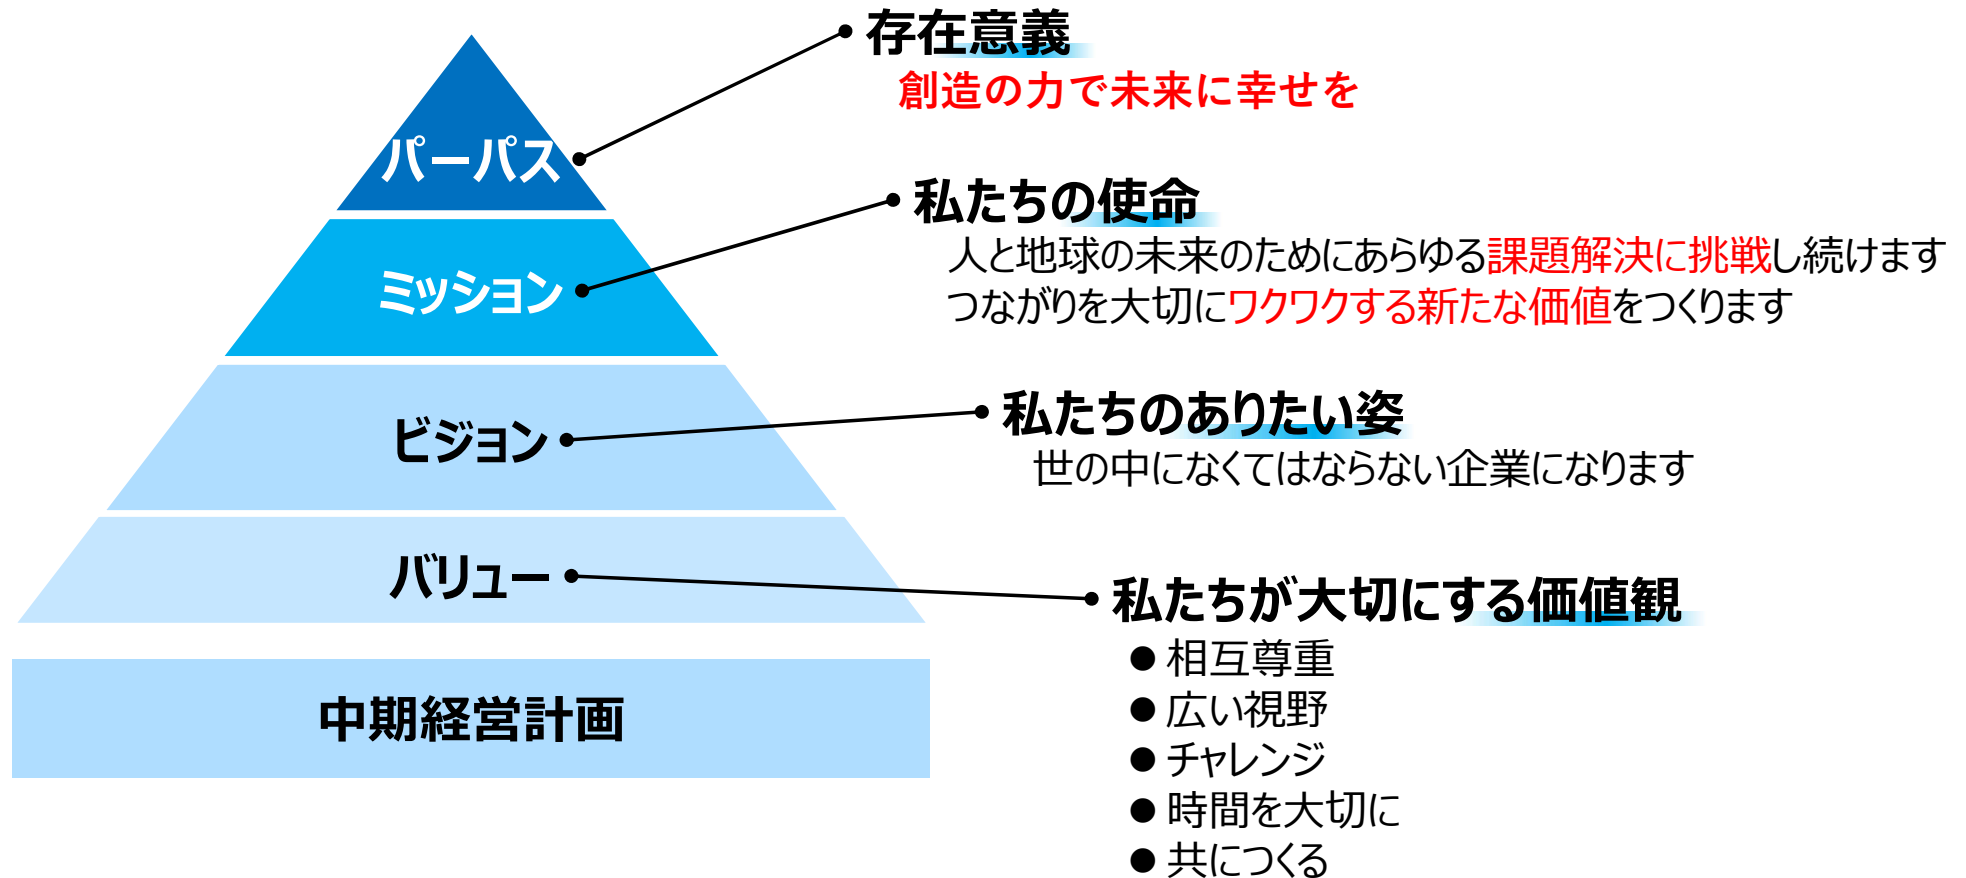 存在意義
創造の力で未来に幸せを
パーパス
私たちの使命
人と地球の未来のためにあらゆる課題解決に挑戦し続けます
つながりを大切にワクワクする新たな価値をつくります
ミッション
私たちのありたい姿
世の中になくてはならない企業になります
ビジョン
私たちが大切にする価値観
● 相互尊重
● 広い視野
● チャレンジ
● 時間を大切に
● 共につくる
バリュー
中期経営計画